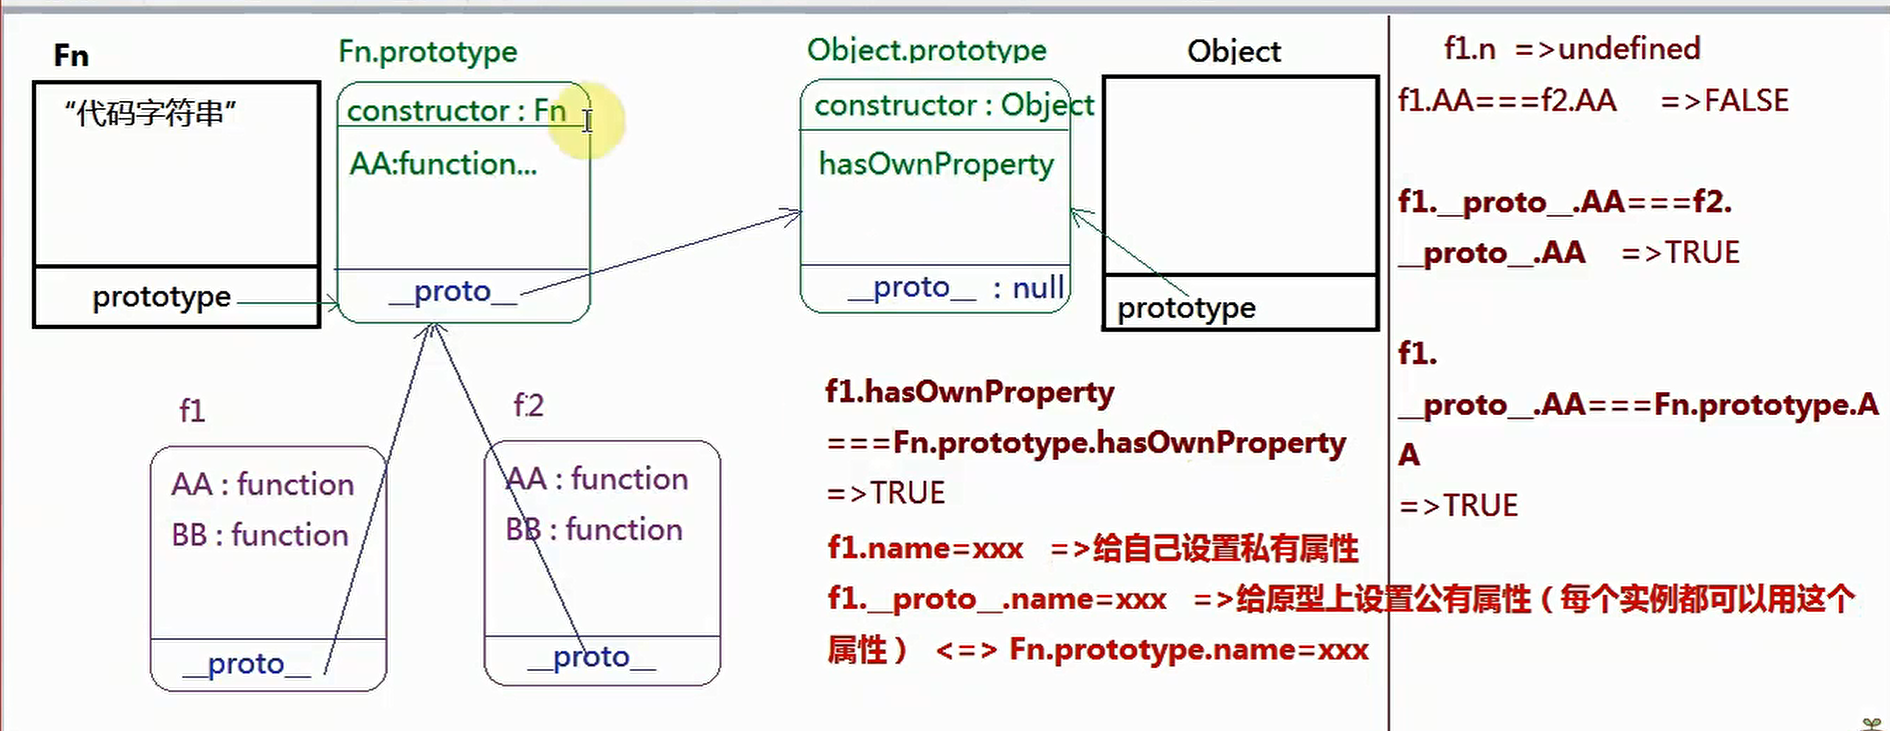 Fn
“代码字符串”
prototype
Fn.prototype
constructor : Fn
AA:function...
__proto__
Object.prototype
constructor : Object
hasOwnProperty
__proto__ : null
Object
prototype
f1
AA : function
BB : function
__proto__
f2
AA : function
BB : function
__proto__
f1.hasOwnProperty
===Fn.prototype.hasOwnProperty
=>TRUE
f1.name=xxx =>给自己设置私有属性
f1.__proto__.name=xxx =>给原型上设置公有属性（每个实例都可以用这个
属性） <=> Fn.prototype.name=xxx
f1.n =>undefined
f1.AA===f2.AA =>FALSE
f1.__proto__.AA===f2.
__proto__.AA =>TRUE
f1.
__proto__.AA===Fn.prototype.A
A
=>TRUE